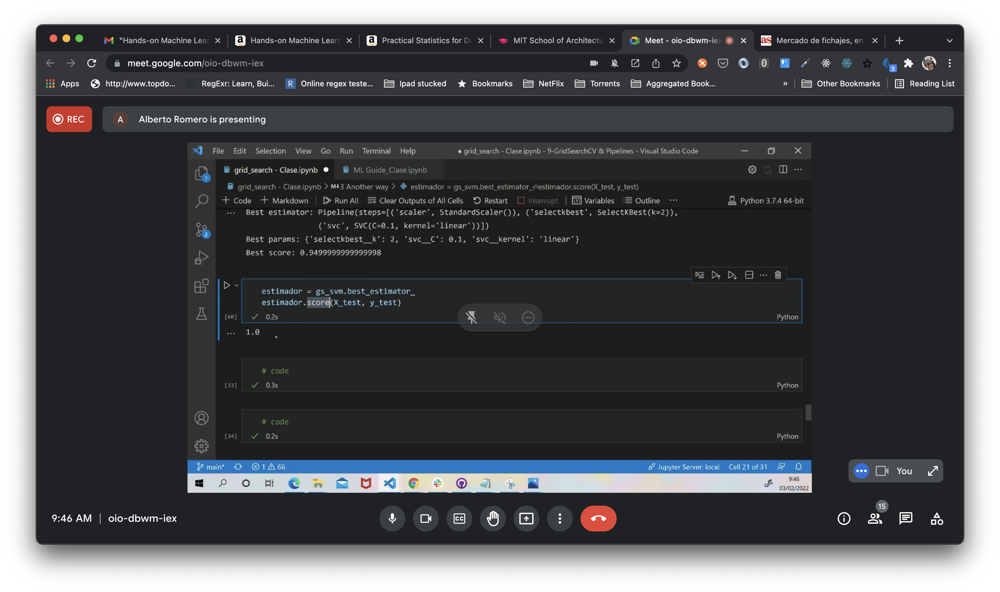 "Hands-on Machine Lear
Hands-on Machine Learn
Practical Statistics for Da
MIT School of Architectu
Meet - oio-dbwm-iex
Mercado de fichajes, en
meet.google.com/oio-dbwm-iex
3
Apps
http://www.topdo...
RegExr: Learn, Bui...
R
Online regex teste...
Ipad stucked
Bookmarks
NetFlix
Torrents
Aggregated Book...
»
Other Bookmarks
Reading List
REC
A
Alberto Romero is presenting
File Edit Selection View Go Run Terminal Help
● grid_search - Clase.ipynb - 9-GridSearchCV & Pipelines - Visual Studio Code
grid_search - Clase.ipynb
ML Guide_Clase.ipynb
1
grid_search - Clase.ipynb > M↓3 Another way > estimador = gs_svm.best_estimator_⏎estimador.score(X_test, y_test)
+ Code + Markdown | Run All Clear Outputs of All Cells Restart Interrupt | Variables Outline ···
Python 3.7.4 64-bit
... Best estimator: Pipeline(steps=[('scaler', StandardScaler()), ('selectkbest', SelectKBest(k=2)),
('svc', SVC(C=0.1, kernel='linear'))])
2
Best params: {'selectkbest__k': 2, 'svc__C': 0.1, 'svc__kernel': 'linear'}
Best score: 0.9499999999999998
estimador = gs_svm.best_estimator_
estimador.score(X_test, y_test)
[60]
0.2s
Python
... 1.0
# code
[33]
0.3s
Python
# code
[34]
0.2s
Python
main*
1
66
Jupyter Server: local
Cell 21 of 31
9:46
03/02/2022
You
9:46 AM | oio-dbwm-iex
CC
15